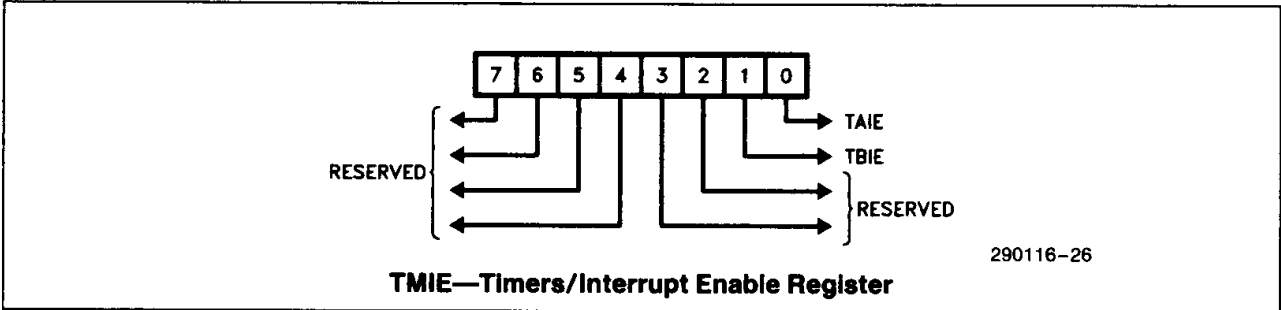 7 6 5 4 3 2 1 0
TAIE
TBIE
RESERVED
RESERVED
290116-26
TMIE—Timers/Interrupt Enable Register